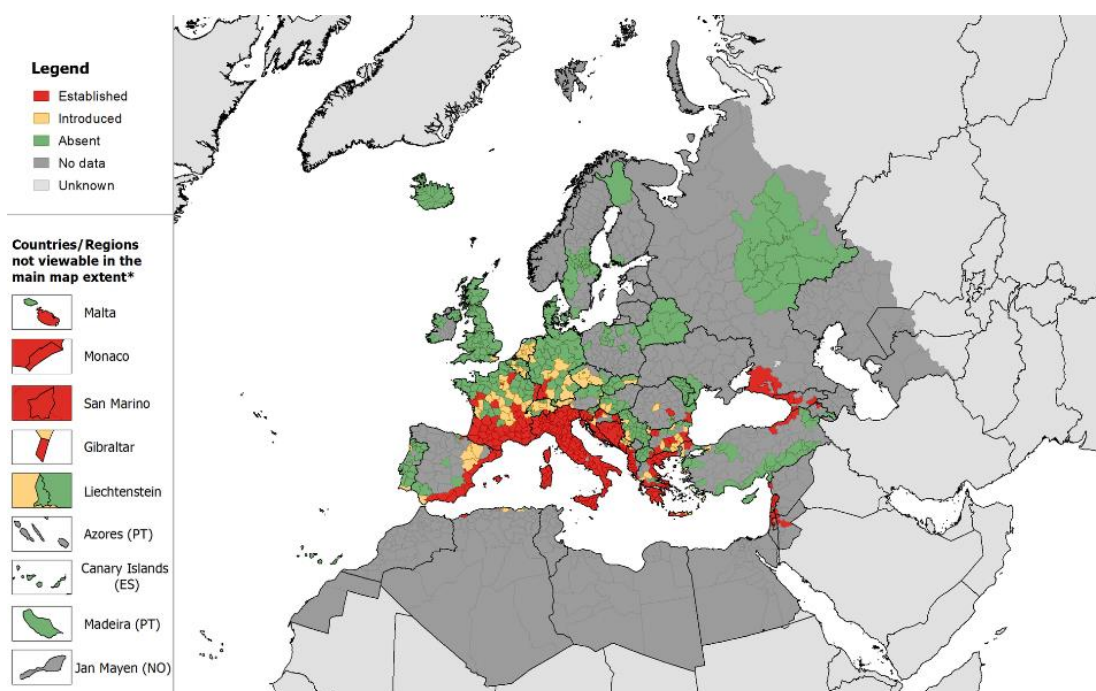 Legend
Established
Introduced
Absent
No data
Unknown
Countries/Regions
not viewable in the
main map extent*
Malta
Monaco
San Marino
Gibraltar
Liechtenstein
Azores (PT)
Canary Islands
(ES)
Madeira (PT)
Jan Mayen (NO)